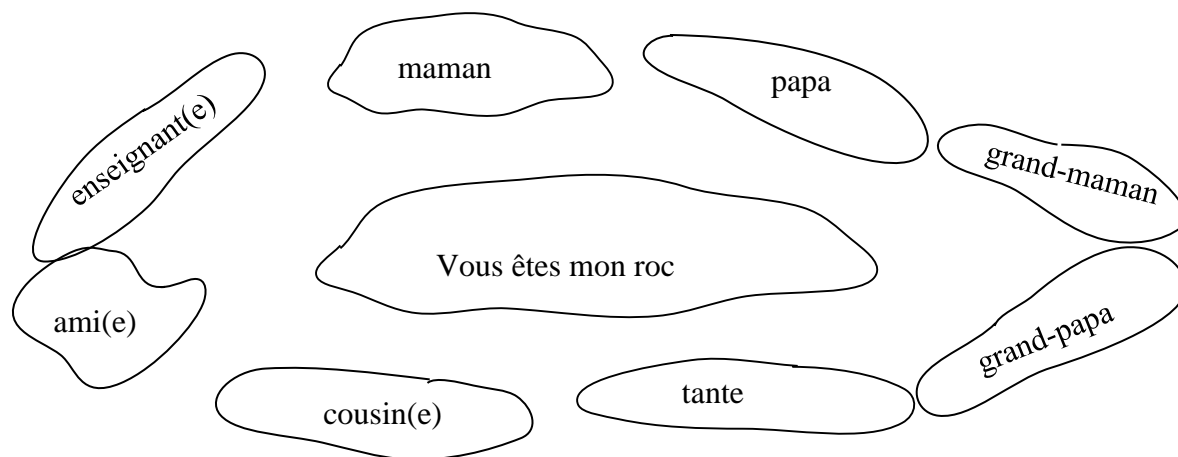 maman
papa
enseignant(e)
grand-maman
Vous êtes mon roc
ami(e)
grand-papa
cousin(e)
tante